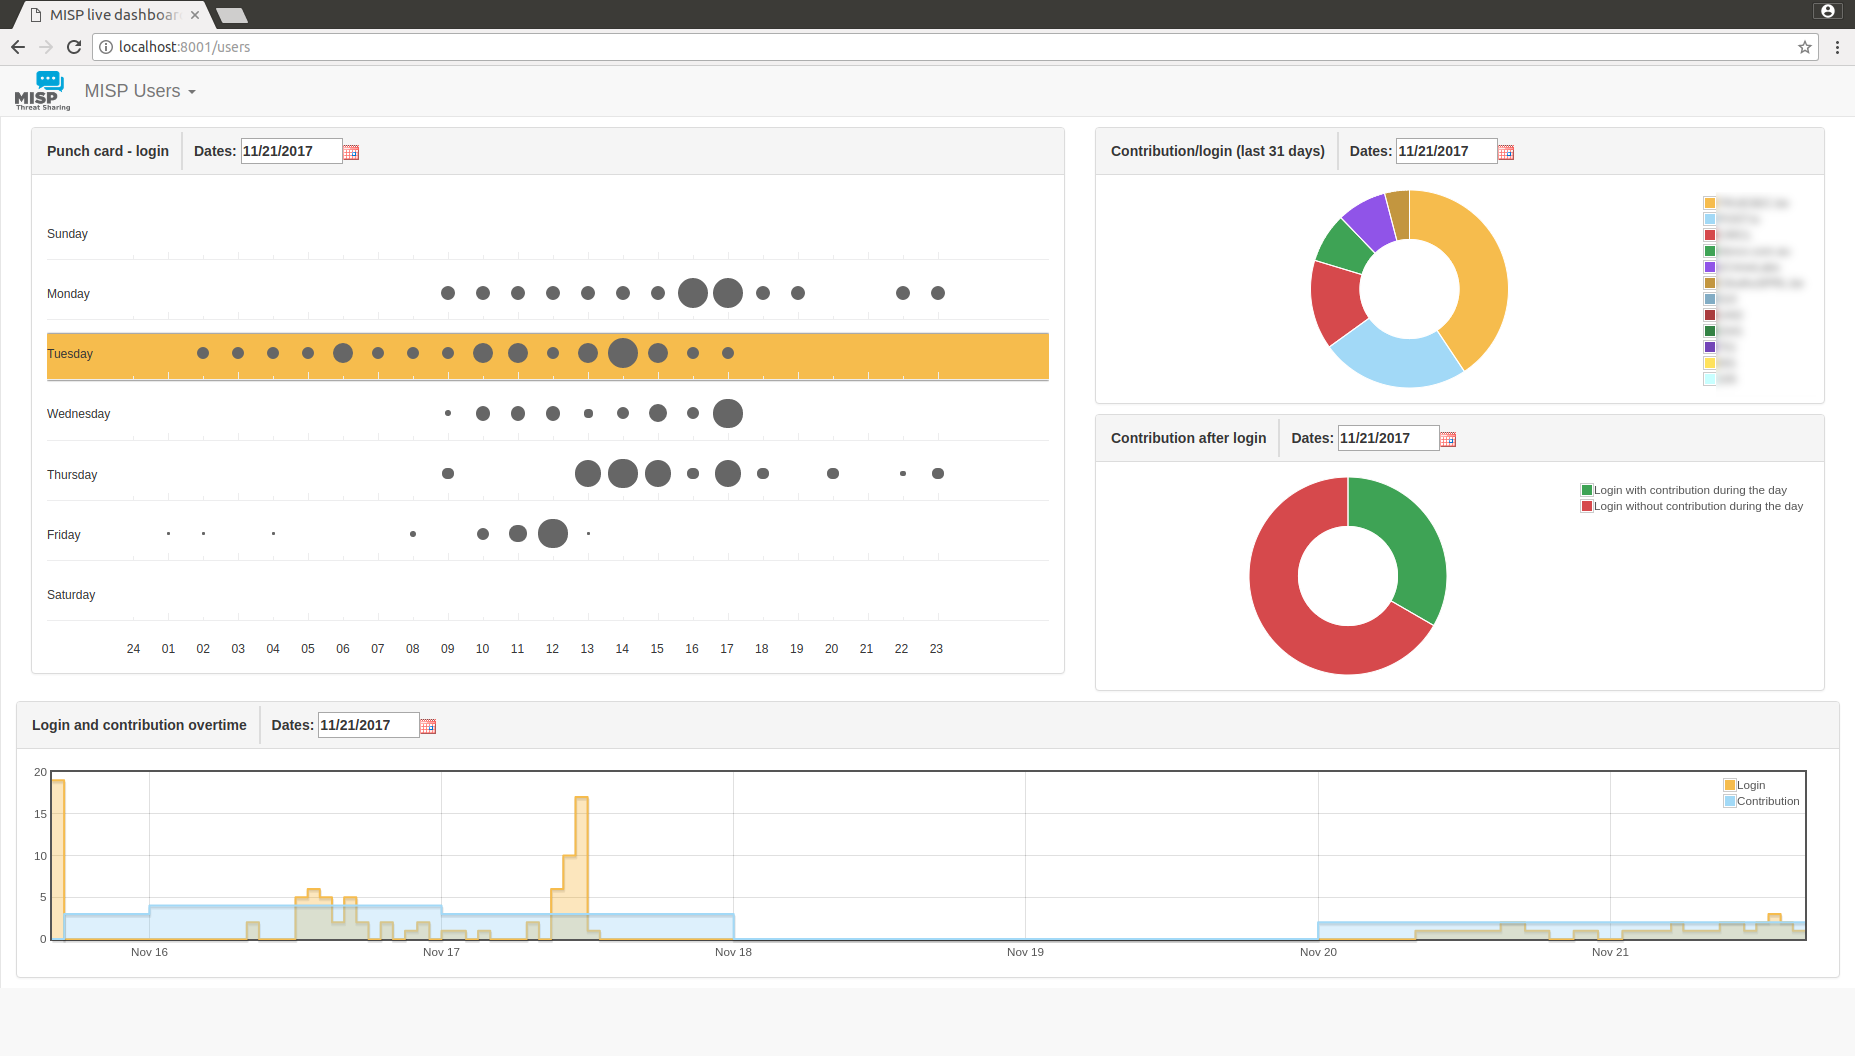 MISP live dashboar
localhost:8001/users
MISP
Threat Sharing
MISP Users
Punch card - login
Dates: 11/21/2017
Sunday
Monday
Tuesday
Wednesday
Thursday
Friday
Saturday
24 01 02 03 04 05 06 07 08 09 10 11 12 13 14 15 16 17 18 19 20 21 22 23
Contribution/login (last 31 days)
Dates: 11/21/2017
Contribution after login
Dates: 11/21/2017
Login with contribution during the day
Login without contribution during the day
Login and contribution overtime
Dates: 11/21/2017
20
15
10
5
0
Login
Contribution
Nov 16 Nov 17 Nov 18 Nov 19 Nov 20 Nov 21